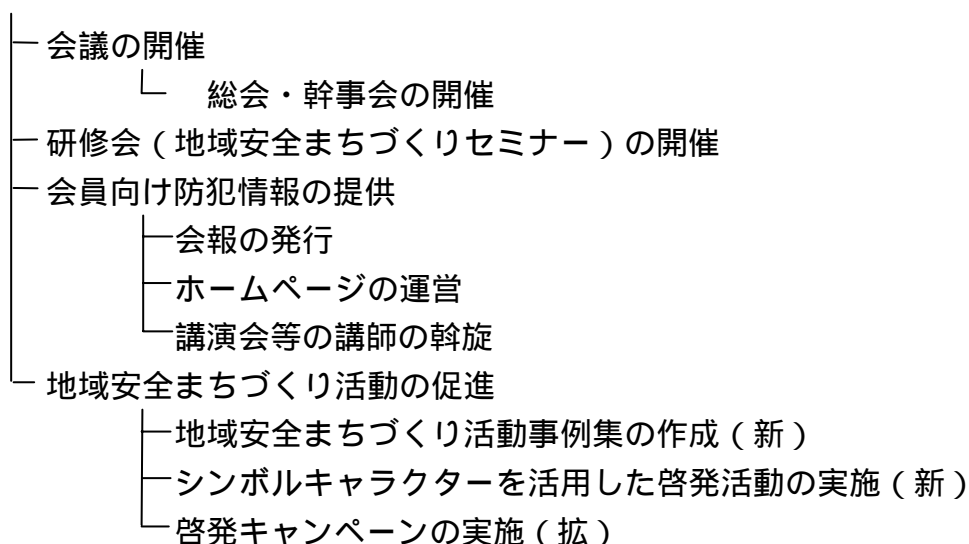 会議の開催
総会・幹事会の開催
研修会(地域安全まちづくりセミナー)の開催
会員向け防犯情報の提供
会報の発行
ホームページの運営
講演会等の講師の斡旋
地域安全まちづくり活動の促進
地域安全まちづくり活動事例集の作成(新)
シンボルキャラクターを活用した啓発活動の実施(新)
啓発キャンペーンの実施(拡)